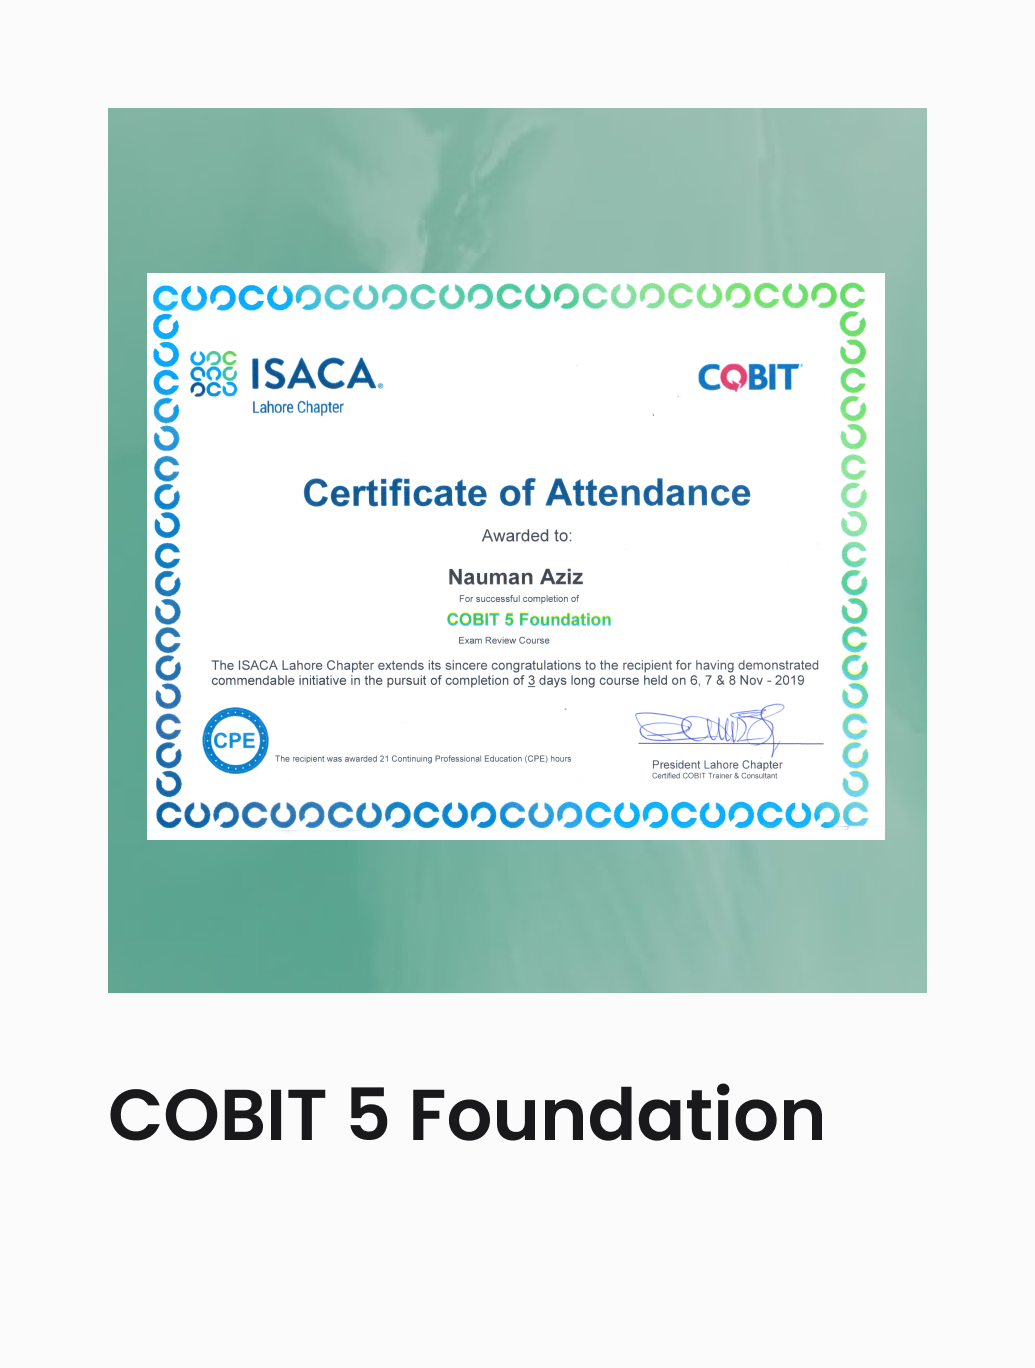 ISACA®
Lahore Chapter
COBIT
Certificate of Attendance
Awarded to:
Nauman Aziz
For successful completion of
COBIT 5 Foundation
Exam Review Course
The ISACA Lahore Chapter extends its sincere congratulations to the recipient for having demonstrated
commendable initiative in the pursuit of completion of 3 days long course held on 6, 7 & 8 Nov - 2019
CPE
The recipient was awarded 21 Continuing Professional Education (CPE) hours
President Lahore Chapter
Certified COBIT Trainer & Consultant
COBIT 5 Foundation